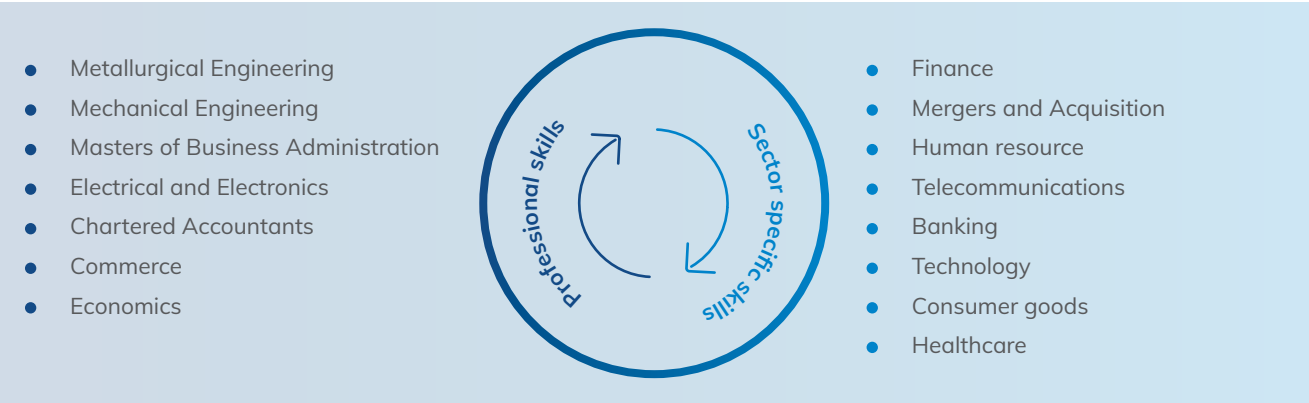 Metallurgical Engineering
Mechanical Engineering
Masters of Business Administration
Electrical and Electronics
Chartered Accountants
Commerce
Economics
Professional skills
Sector specific skills
Finance
Mergers and Acquisition
Human resource
Telecommunications
Banking
Technology
Consumer goods
Healthcare